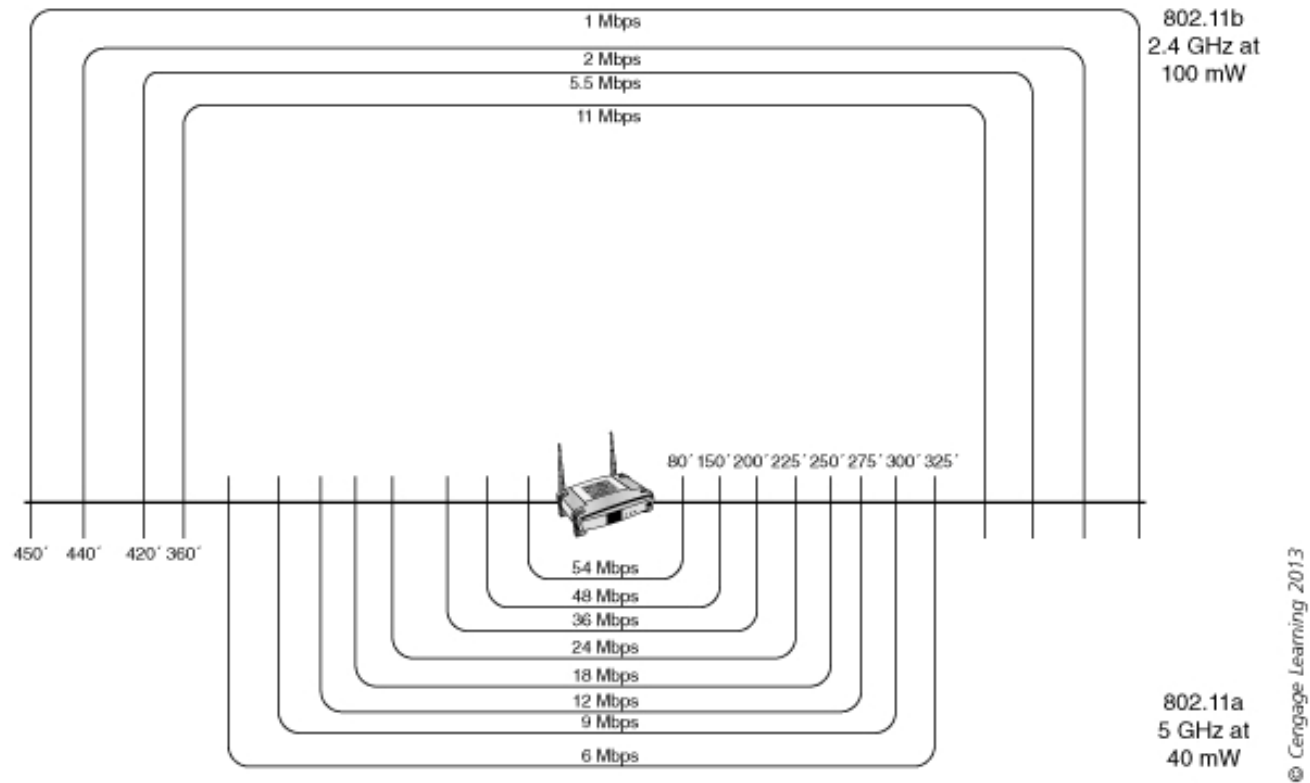 1 Mbps
802.11b
2.4 GHz at
100 mW
2 Mbps
5.5 Mbps
11 Mbps
80´ 150´ 200´ 225´ 250´ 275´ 300´ 325´
450´ 440´ 420´ 360´
54 Mbps
48 Mbps
36 Mbps
24 Mbps
18 Mbps
12 Mbps
9 Mbps
6 Mbps
802.11a
5 GHz at
40 mW
© Cengage Learning 2013